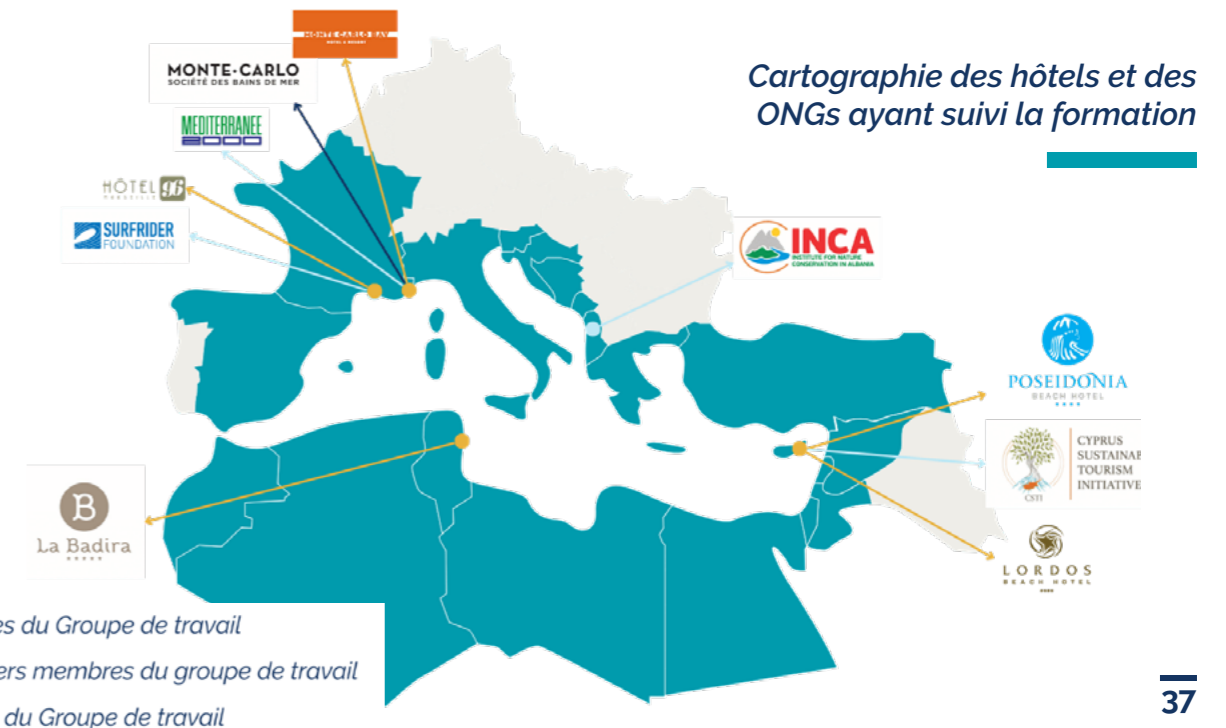 MONTE-CARLO BAY
HOTEL & RESORT
MONTE-CARLO
SOCIÉTÉ DES BAINS DE MER
MEDITERRANEE
2000
HÔTEL 96
MARSEILLE
SURFRIDER
FOUNDATION
Cartographie des hôtels et des
ONGs ayant suivi la formation
INCA
INSTITUTE FOR NATURE
CONSERVATION IN ALBANIA
POSEIDONIA
BEACH HOTEL
CSTI
CYPRUS
SUSTAINAB
TOURISM
INITIATIVE
LORDOS
BEACH HOTEL
B
La Badira
es du Groupe de travail
ers membres du groupe de travail
du Groupe de travail
37